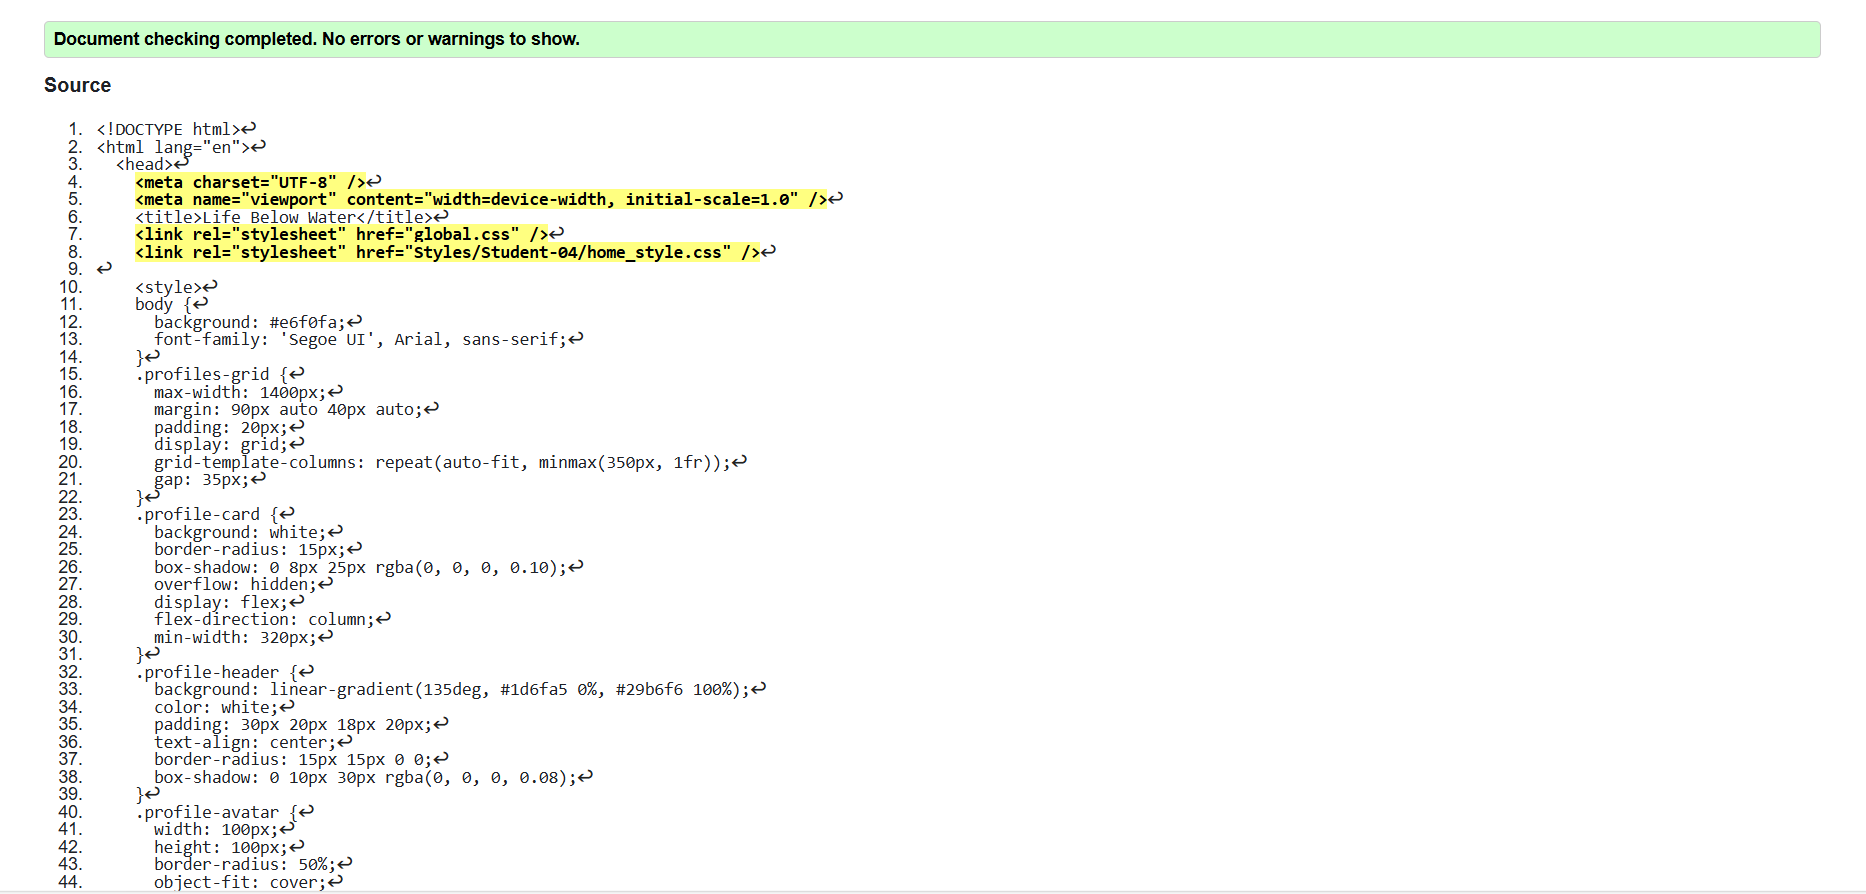 Document checking completed. No errors or warnings to show.
Source
1. <!DOCTYPE html>↩
2. <html lang="en">↩
3. <head>↩
4. <meta charset="UTF-8" />↩
5. <meta name="viewport" content="width=device-width, initial-scale=1.0" />↩
6. <title>Life Below Water</title>↩
7. <link rel="stylesheet" href="global.css" />↩
8. <link rel="stylesheet" href="Styles/Student-04/home_style.css" />↩
9. ↩
10. <style>↩
11. body {↩
12. background: #e6f0fa;↩
13. font-family: 'Segoe UI', Arial, sans-serif;↩
14. }↩
15. .profiles-grid {↩
16. max-width: 1400px;↩
17. margin: 90px auto 40px auto;↩
18. padding: 20px;↩
19. display: grid;↩
20. grid-template-columns: repeat(auto-fit, minmax(350px, 1fr));↩
21. gap: 35px;↩
22. }↩
23. .profile-card {↩
24. background: white;↩
25. border-radius: 15px;↩
26. box-shadow: 0 8px 25px rgba(0, 0, 0, 0.10);↩
27. overflow: hidden;↩
28. display: flex;↩
29. flex-direction: column;↩
30. min-width: 320px;↩
31. }↩
32. .profile-header {↩
33. background: linear-gradient(135deg, #1d6fa5 0%, #29b6f6 100%);↩
34. color: white;↩
35. padding: 30px 20px 18px 20px;↩
36. text-align: center;↩
37. border-radius: 15px 15px 0 0;↩
38. box-shadow: 0 10px 30px rgba(0, 0, 0, 0.08);↩
39. }↩
40. .profile-avatar {↩
41. width: 100px;↩
42. height: 100px;↩
43. border-radius: 50%;↩
44. object-fit: cover;↩